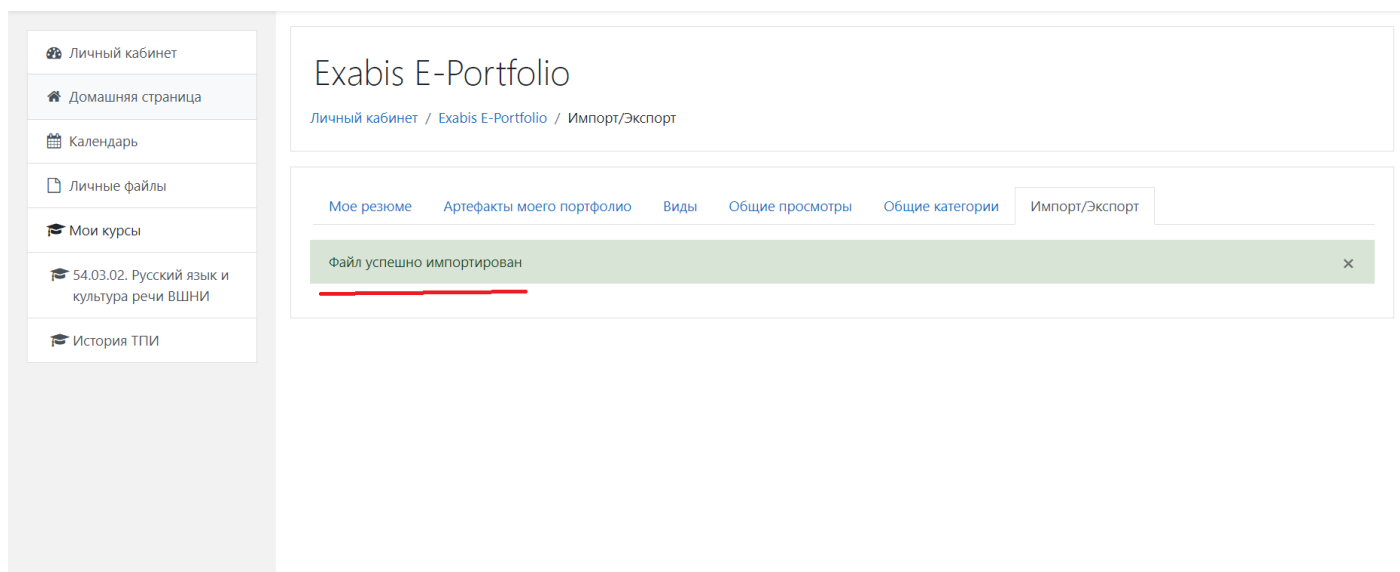 Личный кабинет
Домашняя страница
Календарь
Личные файлы
Мои курсы
54.03.02. Русский язык и
культура речи ВШНИ
История ТПИ
Exabis E-Portfolio
Личный кабинет / Exabis E-Portfolio / Импорт/Экспорт
Мое резюме Артефакты моего портфолио Виды Общие просмотры Общие категории Импорт/Экспорт
Файл успешно импортирован ×